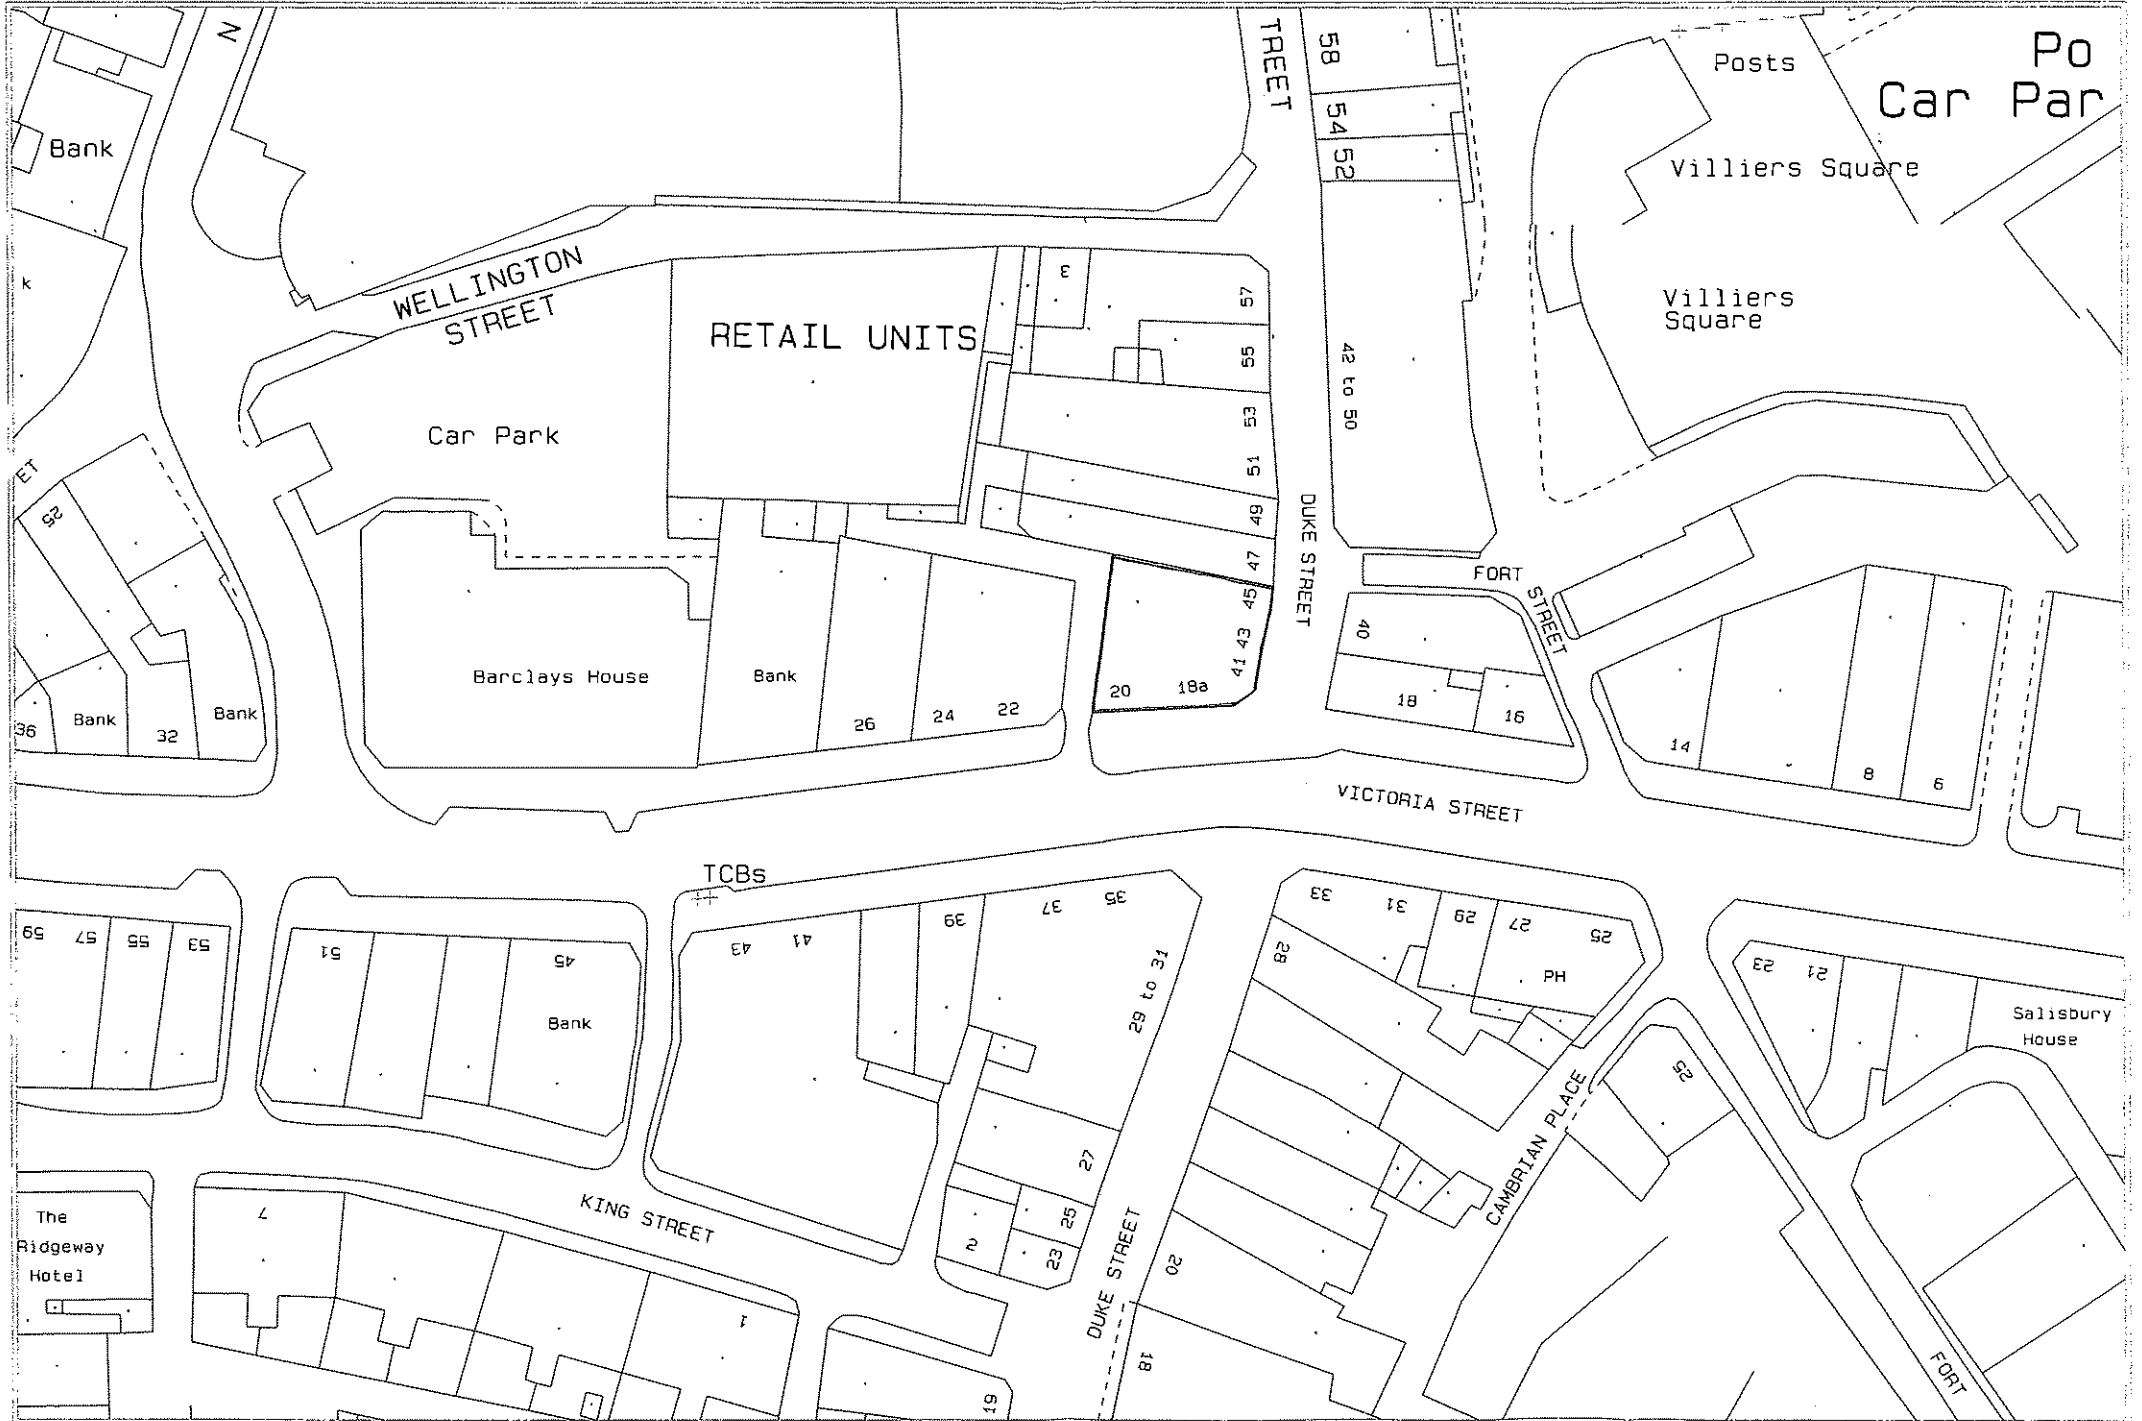 N
TREET
58
54
52
Posts
Po
Car Par
Bank
Villiers Square
k
WELLINGTON
STREET
RETAIL UNITS
3
57
55
53
51
49
47
42 to 50
Villiers
Square
Car Park
ET
25
DUKE STREET
FORT
STREET
45
43
41
40
Barclays House
Bank
20
18a
18
16
36
Bank
32
Bank
26
24
22
14
8
6
VICTORIA STREET
TCBs
59
57
55
53
51
45
43
41
39
37
35
33
31
29
27
25
23
21
28
PH
29 to 31
Bank
Salisbury
House
25
CAMBRIAN PLACE
27
The
Ridgeway
Hotel
7
KING STREET
2
25
23
DUKE STREET
20
1
18
19
FORT